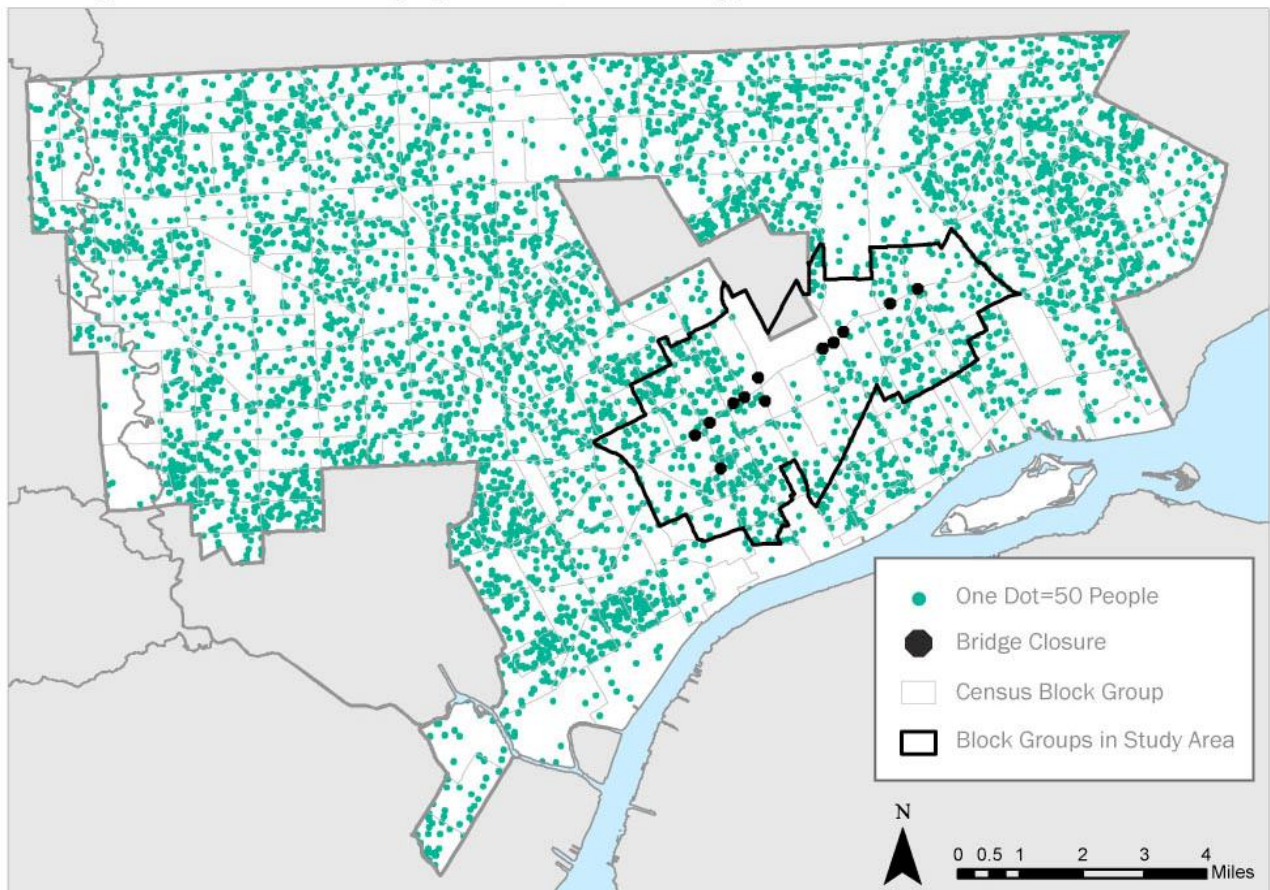 One Dot=50 People
Bridge Closure
Census Block Group
Block Groups in Study Area
N
0 0.5 1 2 3 4
Miles